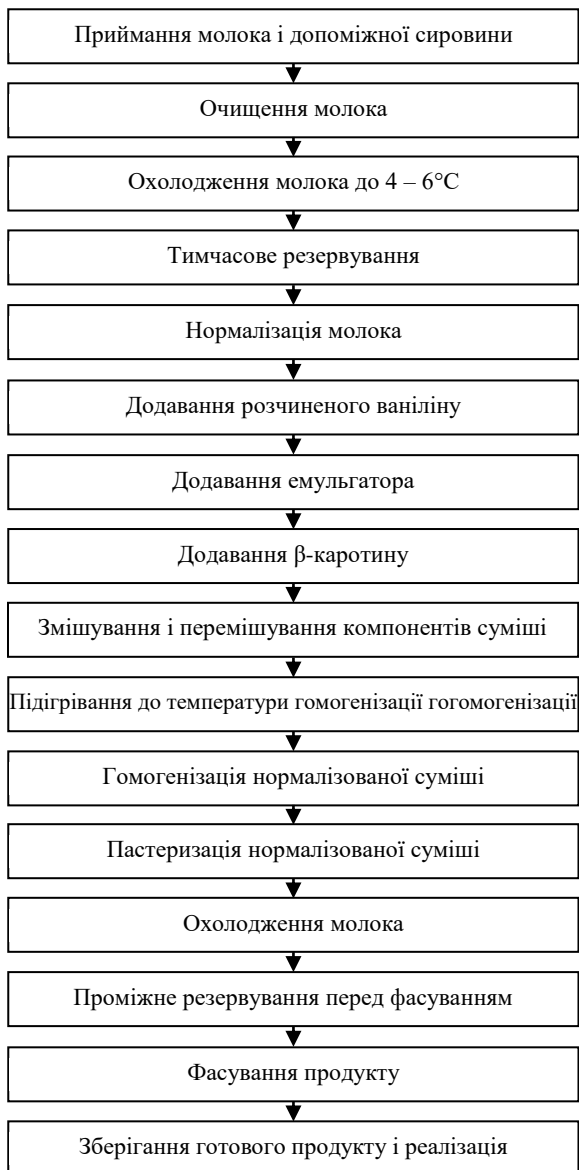 Приймання молока і допоміжної сировини
Очищення молока
Охолодження молока до 4 – 6°С
Тимчасове резервування
Нормалізація молока
Додавання розчиненого ваніліну
Додавання емульгатора
Додавання β-каротину
Змішування і перемішування компонентів суміші
Підігрівання до температури гомогенізації гогомогенізації
Гомогенізація нормалізованої суміші
Пастеризація нормалізованої суміші
Охолодження молока
Проміжне резервування перед фасуванням
Фасування продукту
Зберігання готового продукту і реалізація